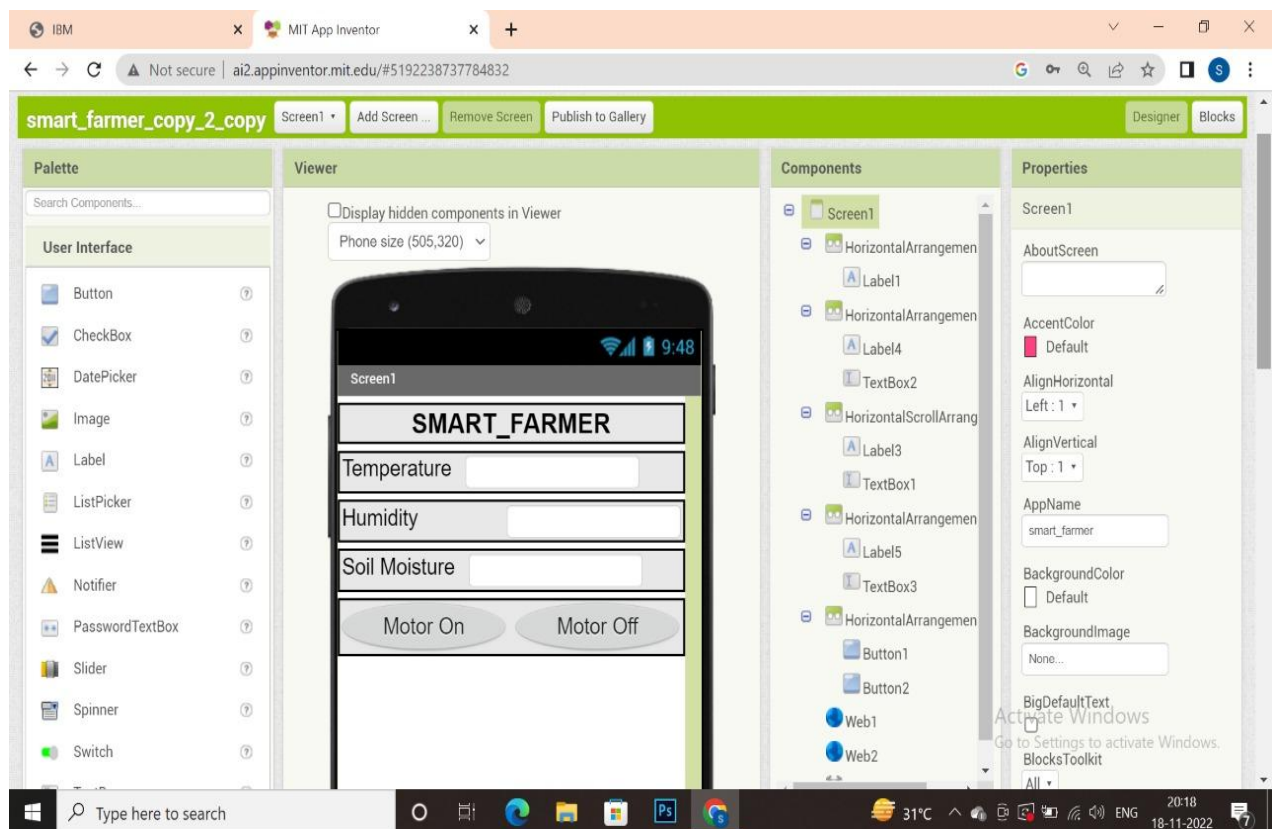 IBM
MIT App Inventor
Not secure | ai2.appinventor.mit.edu/#5192238737784832
smart_farmer_copy_2_copy Screen1 Add Screen ... Remove Screen Publish to Gallery Designer Blocks
Palette
Search Components...
User Interface
Button
CheckBox
DatePicker
Image
Label
ListPicker
ListView
Notifier
PasswordTextBox
Slider
Spinner
Switch
Viewer
Display hidden components in Viewer
Phone size (505,320)
9:48
Screen1
SMART_FARMER
Temperature
Humidity
Soil Moisture
Motor On Motor Off
Components
Screen1
HorizontalArrangemen
Label1
HorizontalArrangemen
Label4
TextBox2
HorizontalScrollArrang
Label3
TextBox1
HorizontalArrangemen
Label5
TextBox3
HorizontalArrangemen
Button1
Button2
Web1
Web2
Properties
Screen1
AboutScreen
AccentColor
Default
AlignHorizontal
Left : 1
AlignVertical
Top : 1
AppName
smart_farmer
BackgroundColor
Default
BackgroundImage
None...
BigDefaultText
Activate Windows
Go to Settings to activate Windows.
BlocksToolkit
All
Type here to search
Ps
31°C
ENG
20:18
18-11-2022
7